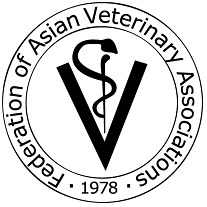 Federation of Asian Veterinary Associations
· 1978 ·
V